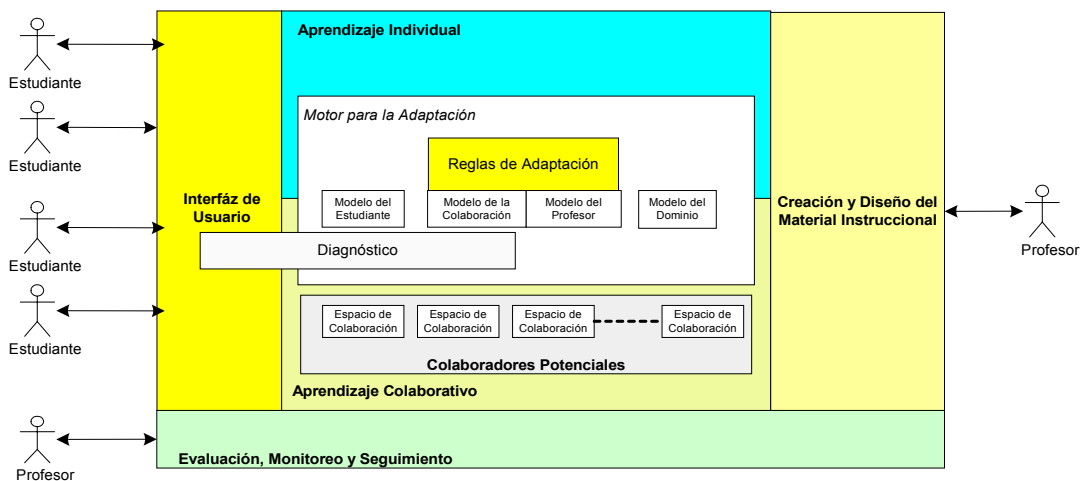 Estudiante
Estudiante
Estudiante
Estudiante
Profesor
Interfáz de
Usuario
Aprendizaje Individual
Motor para la Adaptación
Reglas de Adaptación
Modelo del
Estudiante
Modelo de la
Colaboración
Modelo del
Profesor
Modelo del
Dominio
Diagnóstico
Espacio de
Colaboración
Espacio de
Colaboración
Espacio de
Colaboración
Espacio de
Colaboración
Colaboradores Potenciales
Aprendizaje Colaborativo
Creación y Diseño del
Material Instruccional
Profesor
Evaluación, Monitoreo y Seguimiento